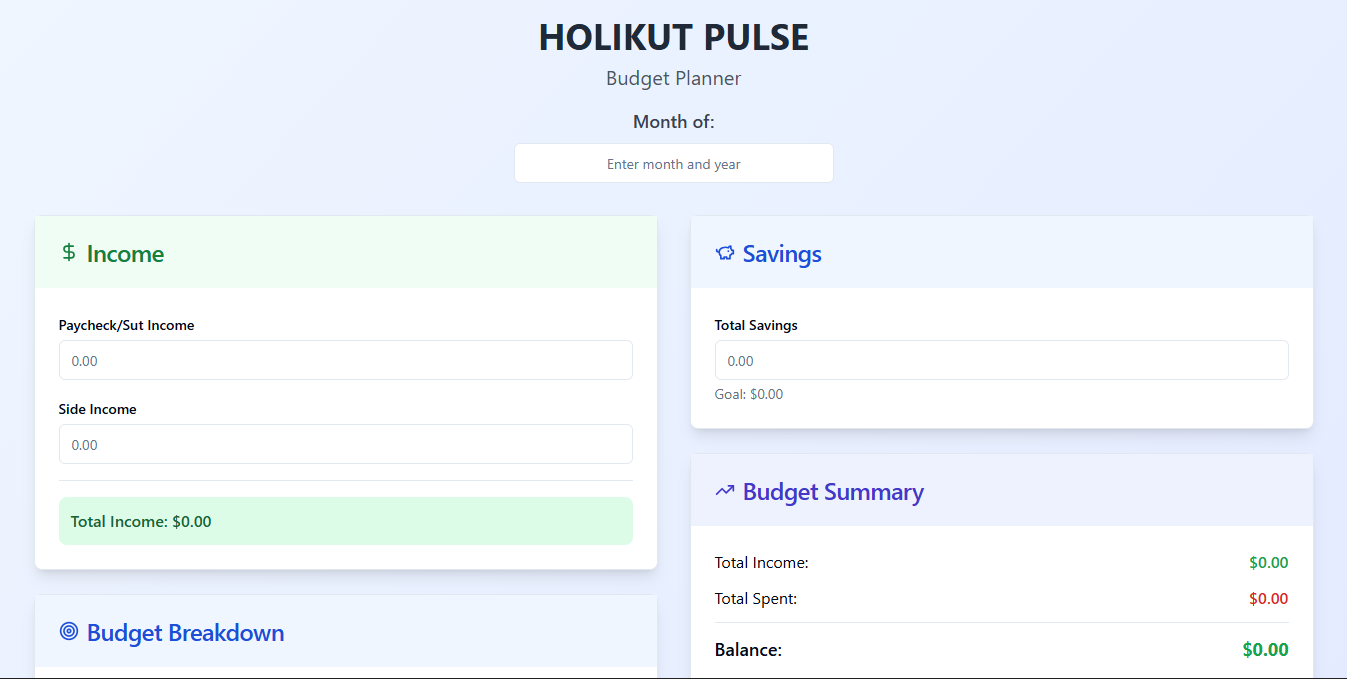 HOLIKUT PULSE
Budget Planner
Month of:
Enter month and year
Income
Paycheck/Sut Income
0.00
Side Income
0.00
Total Income: $0.00
Budget Breakdown
Savings
Total Savings
0.00
Goal: $0.00
Budget Summary
Total Income: $0.00
Total Spent: $0.00
Balance: $0.00